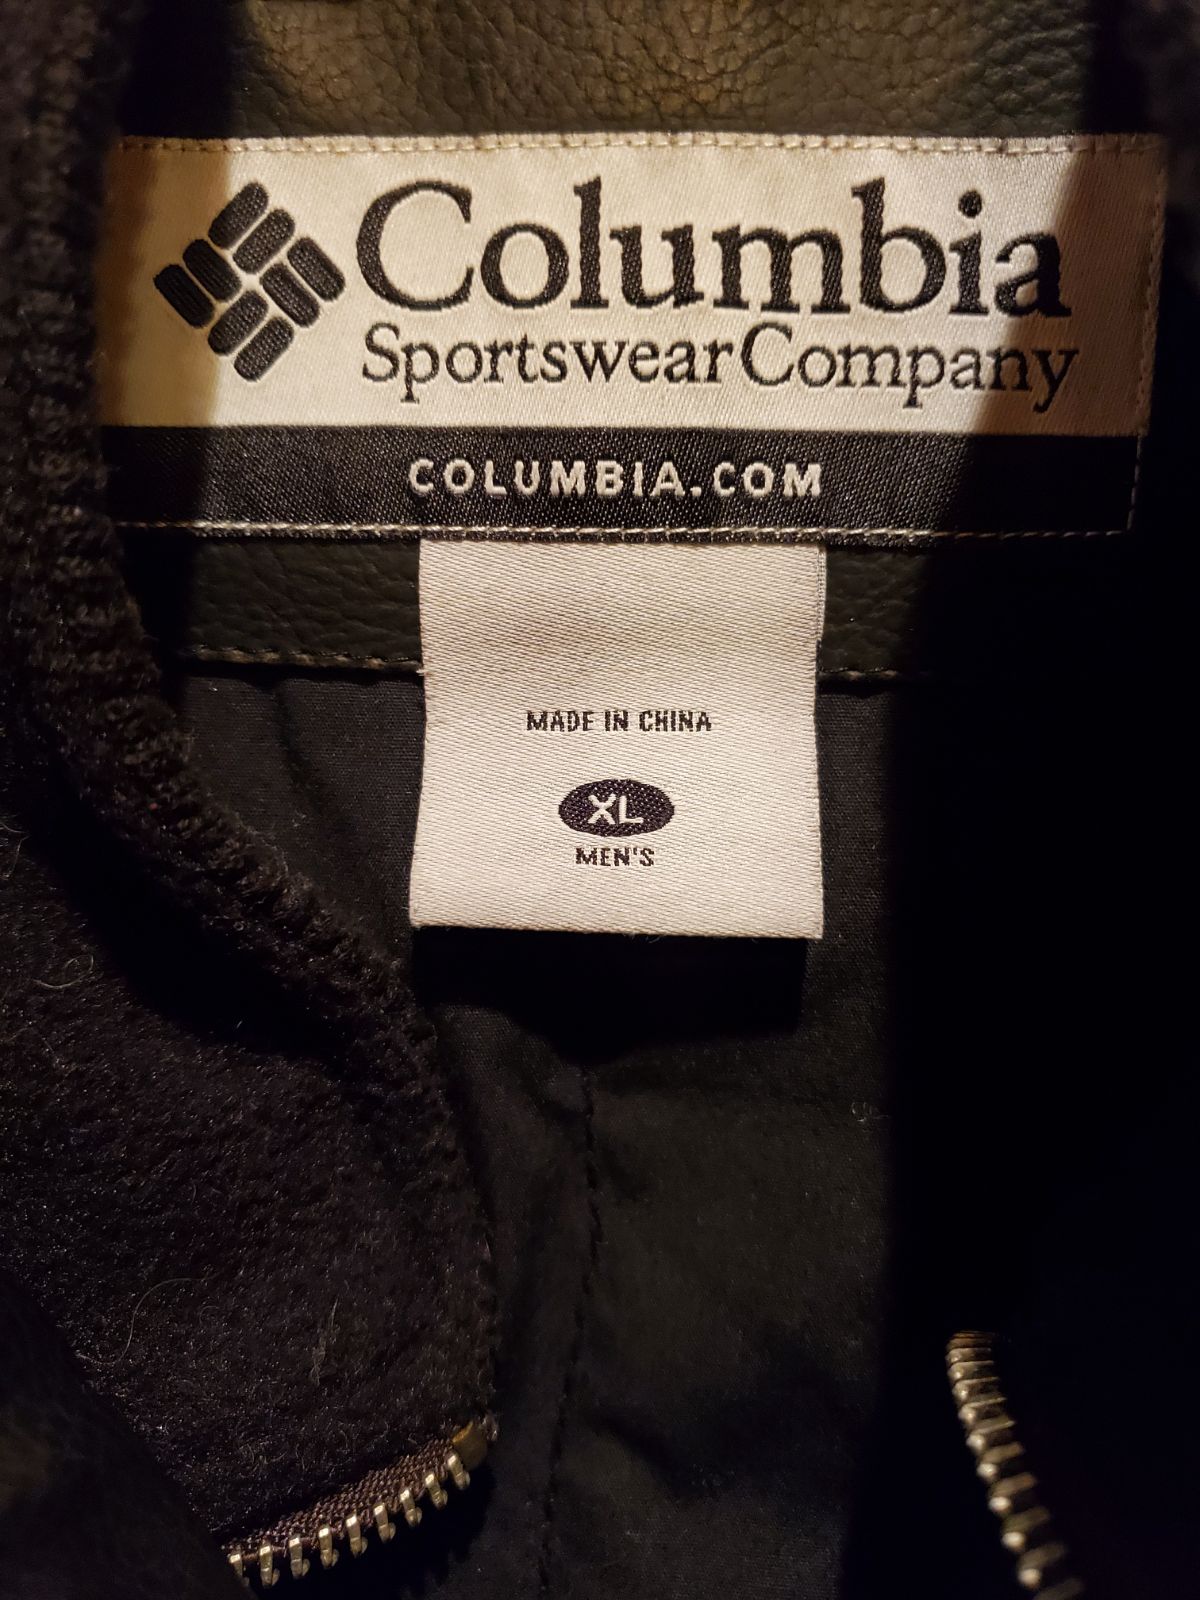 Columbia
Sportswear Company
COLUMBIA.COM
MADE IN CHINA
XL
MEN'S